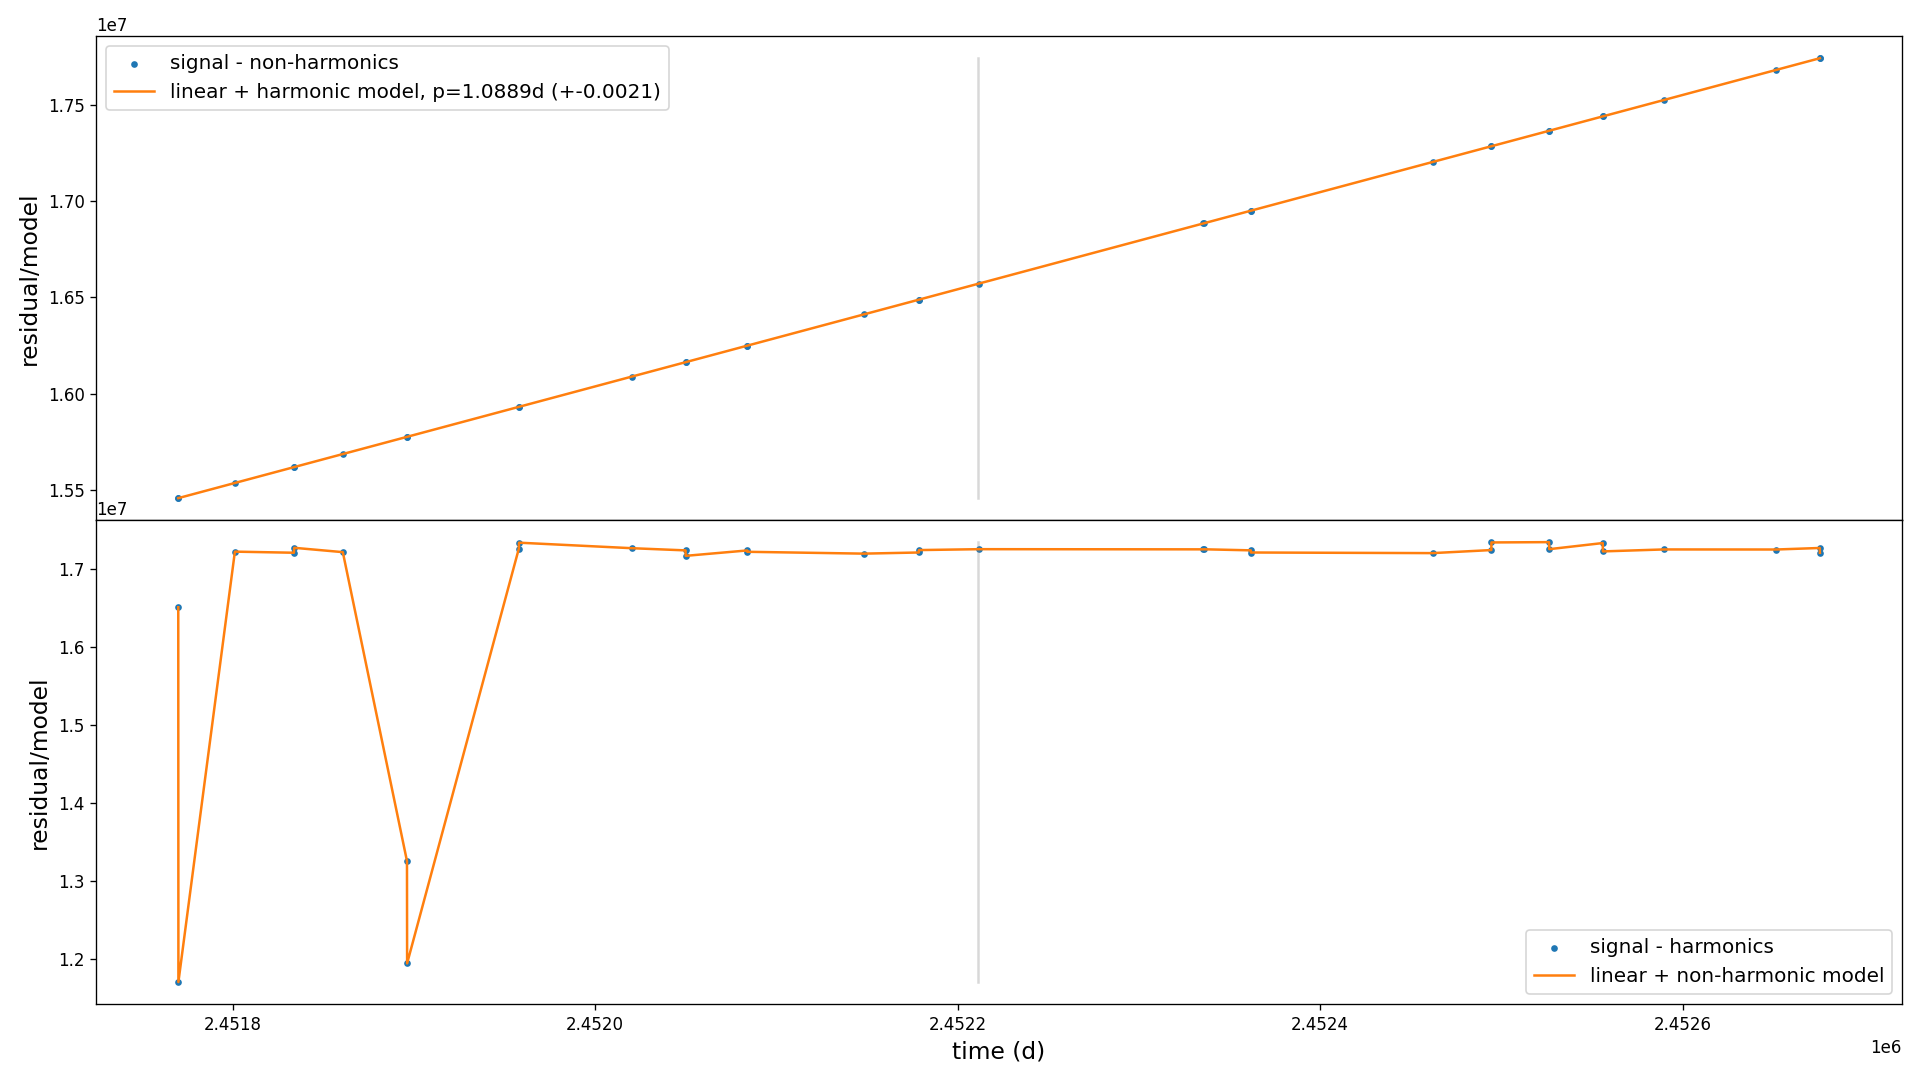 1e7
signal - non-harmonics
linear + harmonic model, p=1.0889d (+-0.0021)
1.75
1.70
1.65
1.60
1.55
residual/model
1e7
1.7
1.6
1.5
1.4
1.3
1.2
residual/model
signal - harmonics
linear + non-harmonic model
2.4518
2.4520
2.4522
2.4524
2.4526
1e6
time (d)